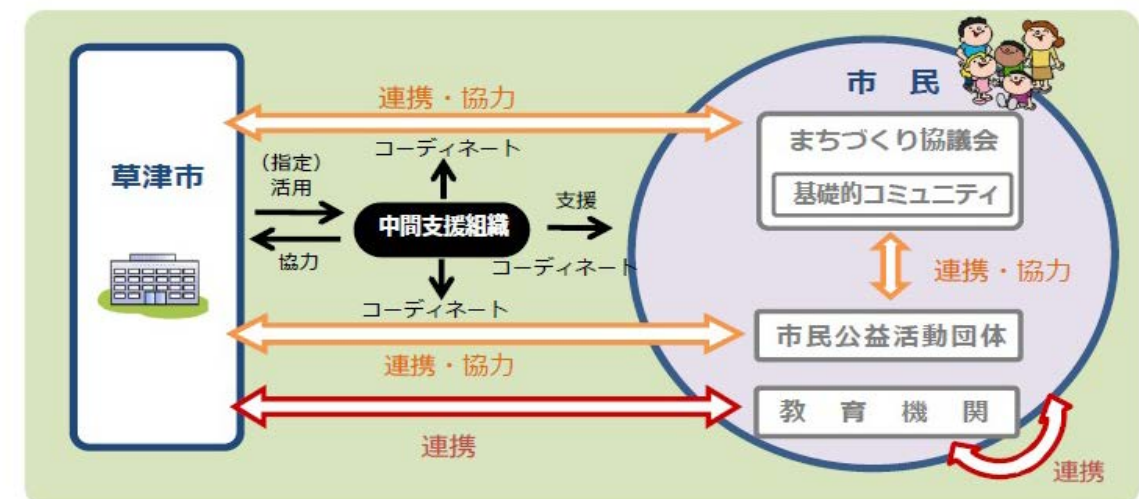 市 民
連携・協力
まちづくり協議会
コーディネート
草津市
(指定)
活用
基礎的コミュニティ
支援
中間支援組織
協力
コーディネート
連携・協力
コーディネート
市民公益活動団体
連携・協力
教 育 機 関
連携
連携